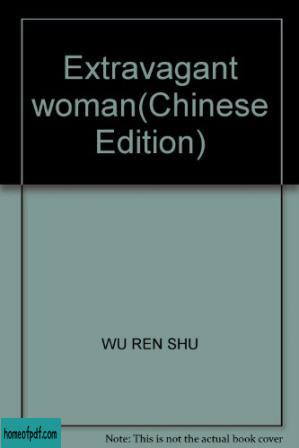 Extravagant
woman(Chinese
Edition)
WU REN SHU
homeofpdf.com
Note: This is not the actual book cover